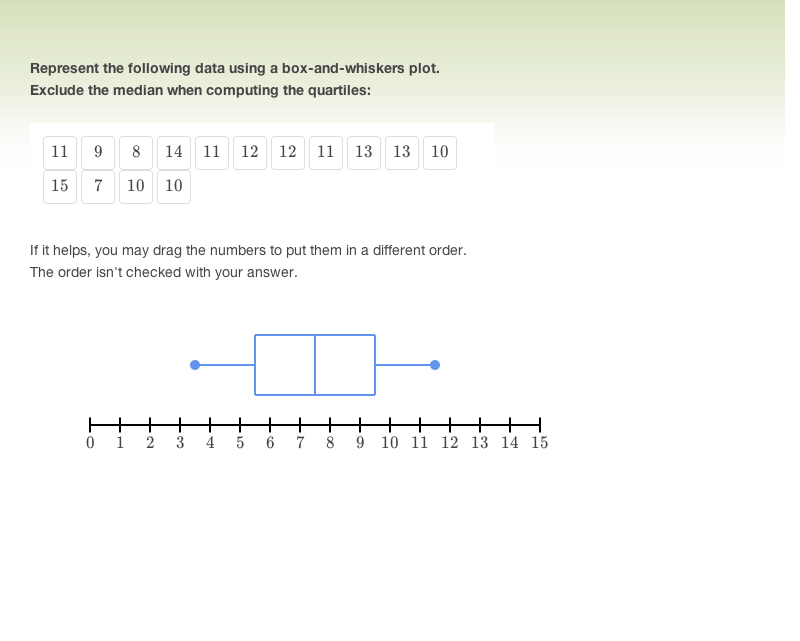 Represent the following data using a box-and-whiskers plot.
Exclude the median when computing the quartiles:
11 9 8 14 11 12 12 11 13 13 10
15 7 10 10
If it helps, you may drag the numbers to put them in a different order.
The order isn't checked with your answer.
0 1 2 3 4 5 6 7 8 9 10 11 12 13 14 15